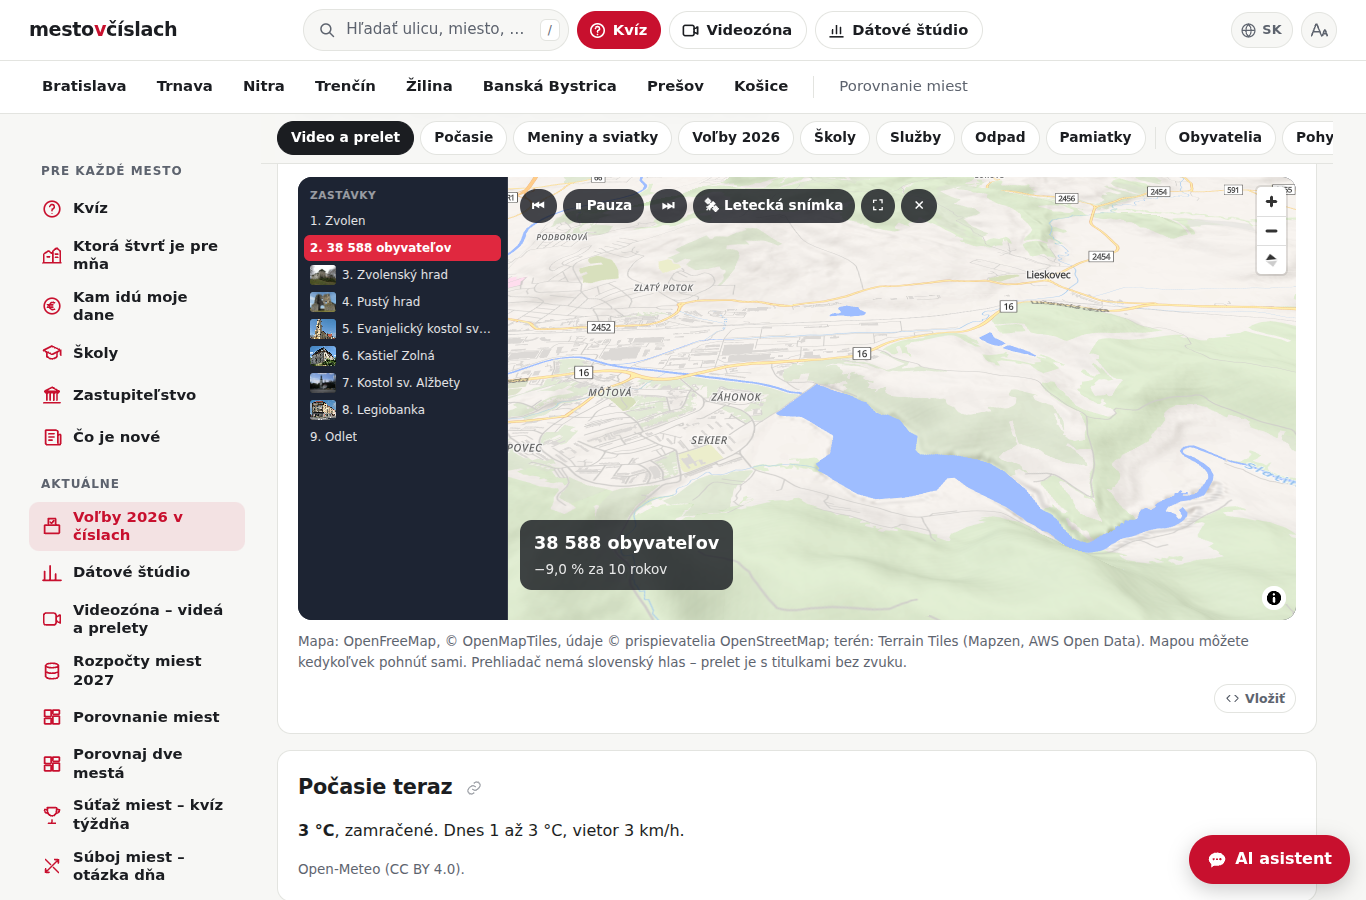 mestovčíslach
Hľadať ulicu, miesto, ... /
Kvíz
Videozóna
Dátové štúdio
SK
Bratislava Trnava Nitra Trenčín Žilina Banská Bystrica Prešov Košice Porovnanie miest
Video a prelet Počasie Meniny a sviatky Voľby 2026 Školy Služby Odpad Pamiatky Obyvatelia Pohy
PRE KAŽDÉ MESTO
Kvíz
Ktorá štvrť je pre
mňa
Kam idú moje
dane
Školy
Zastupiteľstvo
Čo je nové
AKTUÁLNE
Voľby 2026 v
číslach
Dátové štúdio
Videozóna – videá
a prelety
Rozpočty miest
2027
Porovnanie miest
Porovnaj dve
mestá
Súťaž miest – kvíz
týždňa
Súboj miest –
otázka dňa
ZASTÁVKY
1. Zvolen
2. 38 588 obyvateľov
3. Zvolenský hrad
4. Pustý hrad
5. Evanjelický kostol sv...
6. Kaštieľ Zolná
7. Kostol sv. Alžbety
8. Legiobanka
9. Odlet
Pauza
Letecká snímka
PODBOROVÁ
ZLATÝ POTOK
Lieskovec
2456
2454
591
2454
16
2452
16
16
MÔŤOVÁ
ZÁHONOK
SEKIER
POVEC
38 588 obyvateľov
−9,0 % za 10 rokov
Mapa: OpenFreeMap, © OpenMapTiles, údaje © prispievatelia OpenStreetMap; terén: Terrain Tiles (Mapzen, AWS Open Data). Mapou môžete
kedykoľvek pohnúť sami. Prehliadač nemá slovenský hlas – prelet je s titulkami bez zvuku.
Vložiť
Počasie teraz
3 °C, zamračené. Dnes 1 až 3 °C, vietor 3 km/h.
Open-Meteo (CC BY 4.0).
AI asistent